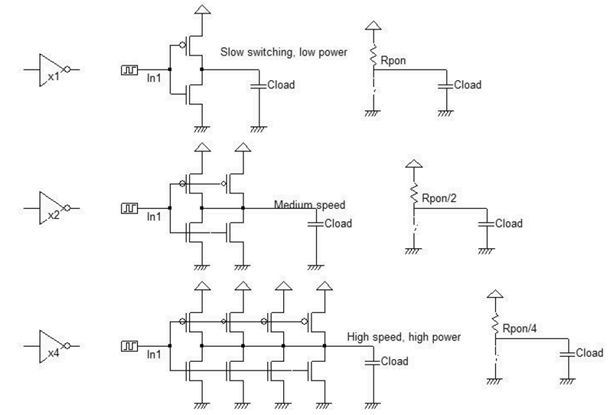 Slow switching, low power
Rpon
x1
In1
Cload
Cload
Medium speed
Rpon/2
x2
In1
Cload
Cload
High speed, high power
Rpon/4
x4
In1
Cload
Cload